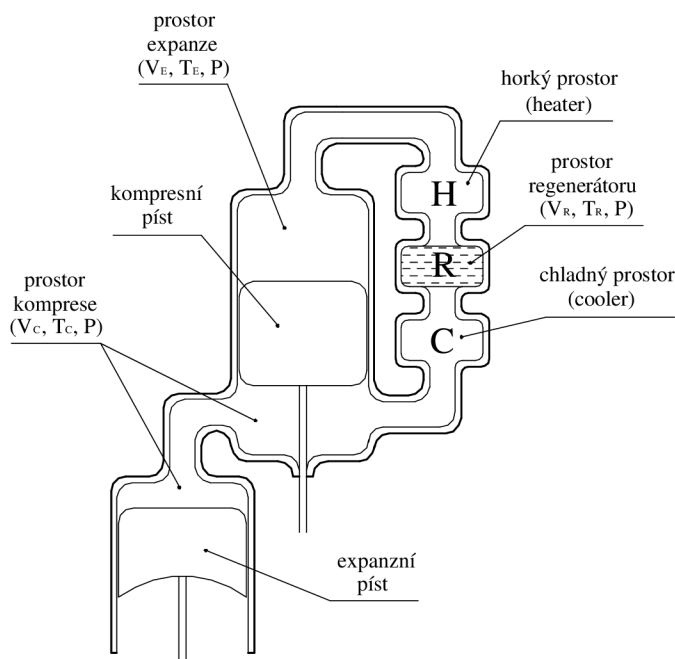 prostor
expanze
(VE, TE, P)
horký prostor
(heater)
kompresní
píst
prostor
regenerátoru
(VR, TR, P)
H
R
C
prostor
komprese
(VC, TC, P)
chladný prostor
(cooler)
expanzní
píst